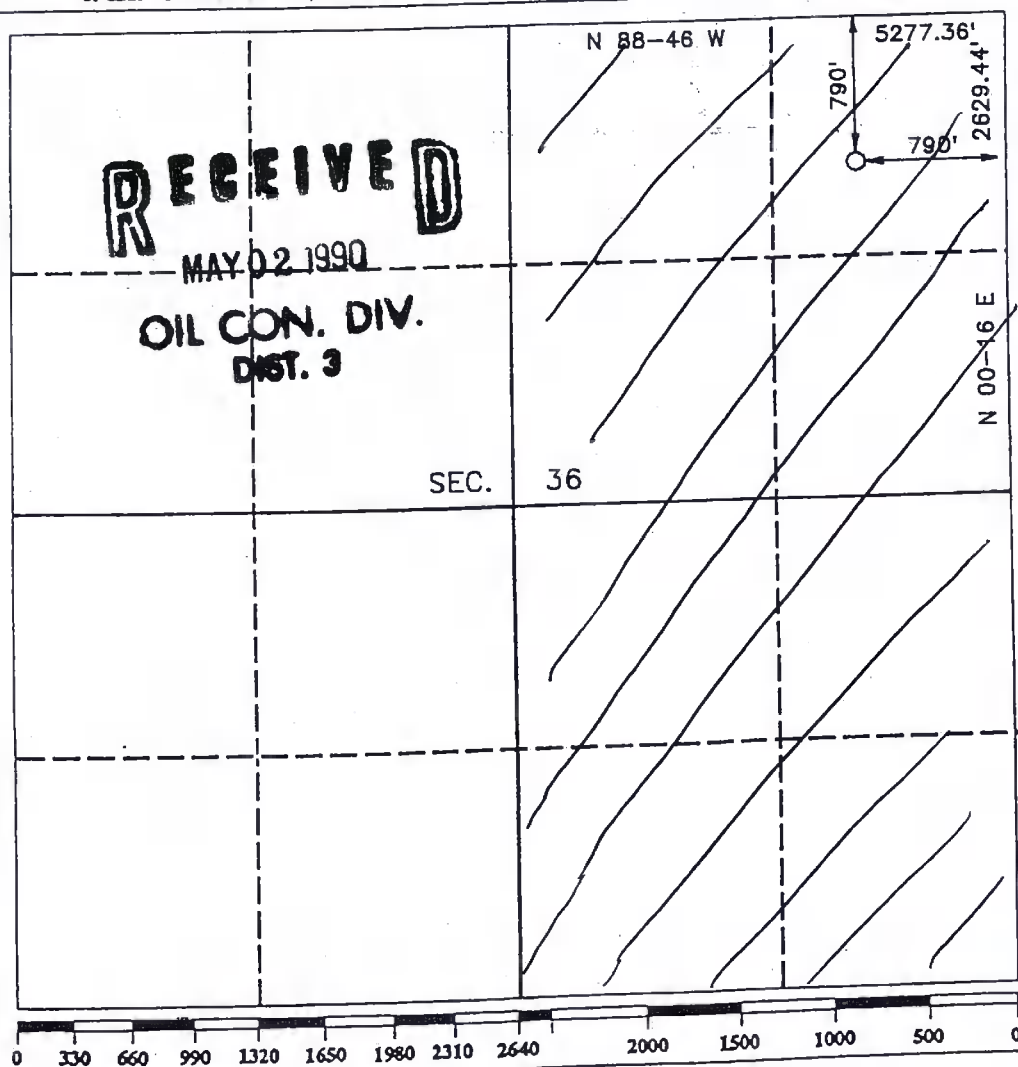 N 88-46 W
5277.36'
790'
2629.44'
790'
RECEIVED
MAY 02 1990
OIL CON. DIV.
DIST. 3
N 00-16 E
SEC. 36
0 330 660 990 1320 1650 1980 2310 2640 2000 1500 1000 500 0